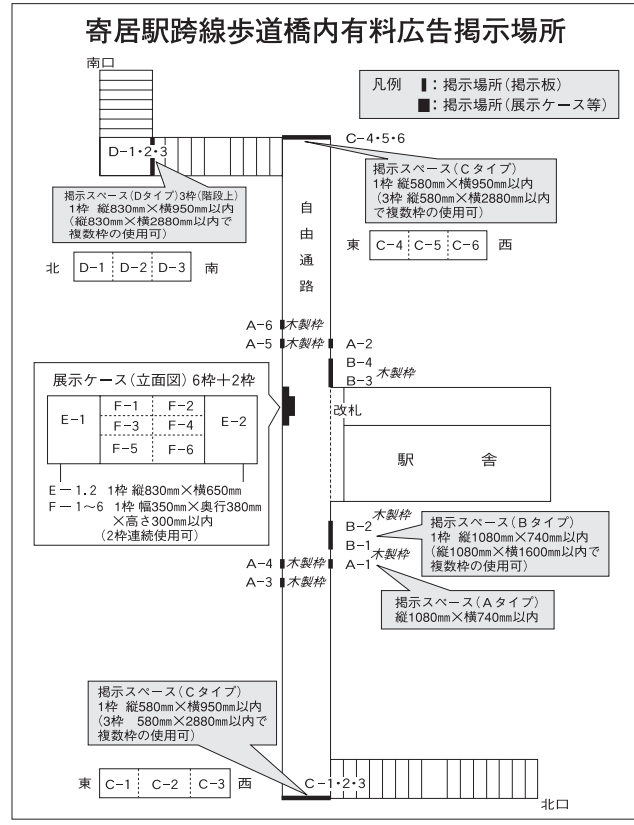 寄居駅跨線歩道橋内有料広告掲示場所
南口
凡例 ▮：掲示場所(掲示板)
■：掲示場所(展示ケース等)
D-1・2・3
C-4・5・6
掲示スペース(Dタイプ)3枠(階段上)
1枠 縦830㎜×横950㎜以内
(縦830㎜×横2880㎜以内で
複数枠の使用可)
掲示スペース(Cタイプ)
1枠 縦580㎜×横950㎜以内
(3枠 縦580㎜×横2880㎜以内
で複数枠の使用可)
自由通路
北 D-1 D-2 D-3 南
東 C-4 C-5 C-6 西
A-6 木製枠
A-5 木製枠
A-2
B-4
B-3 木製枠
展示ケース(立面図) 6枠＋2枠
E-1
F-1 F-2
F-3 F-4
F-5 F-6
E-2
E－1.2 1枠 縦830㎜×横650㎜
F－1～6 1枠 幅350㎜×奥行380㎜
×高さ300㎜以内
(2枠連続使用可)
改札
駅舎
B-2 木製枠
B-1
A-1 木製枠
掲示スペース(Bタイプ)
1枠 縦1080㎜×740㎜以内
(縦1080㎜×横1600㎜以内で
複数枠の使用可)
A-4 木製枠
A-3 木製枠
掲示スペース(Aタイプ)
縦1080㎜×横740㎜以内
掲示スペース(Cタイプ)
1枠 縦580㎜×横950㎜以内
(3枠 580㎜×横2880㎜以内で
複数枠の使用可)
東 C-1 C-2 C-3 西
C-1・2・3
北口